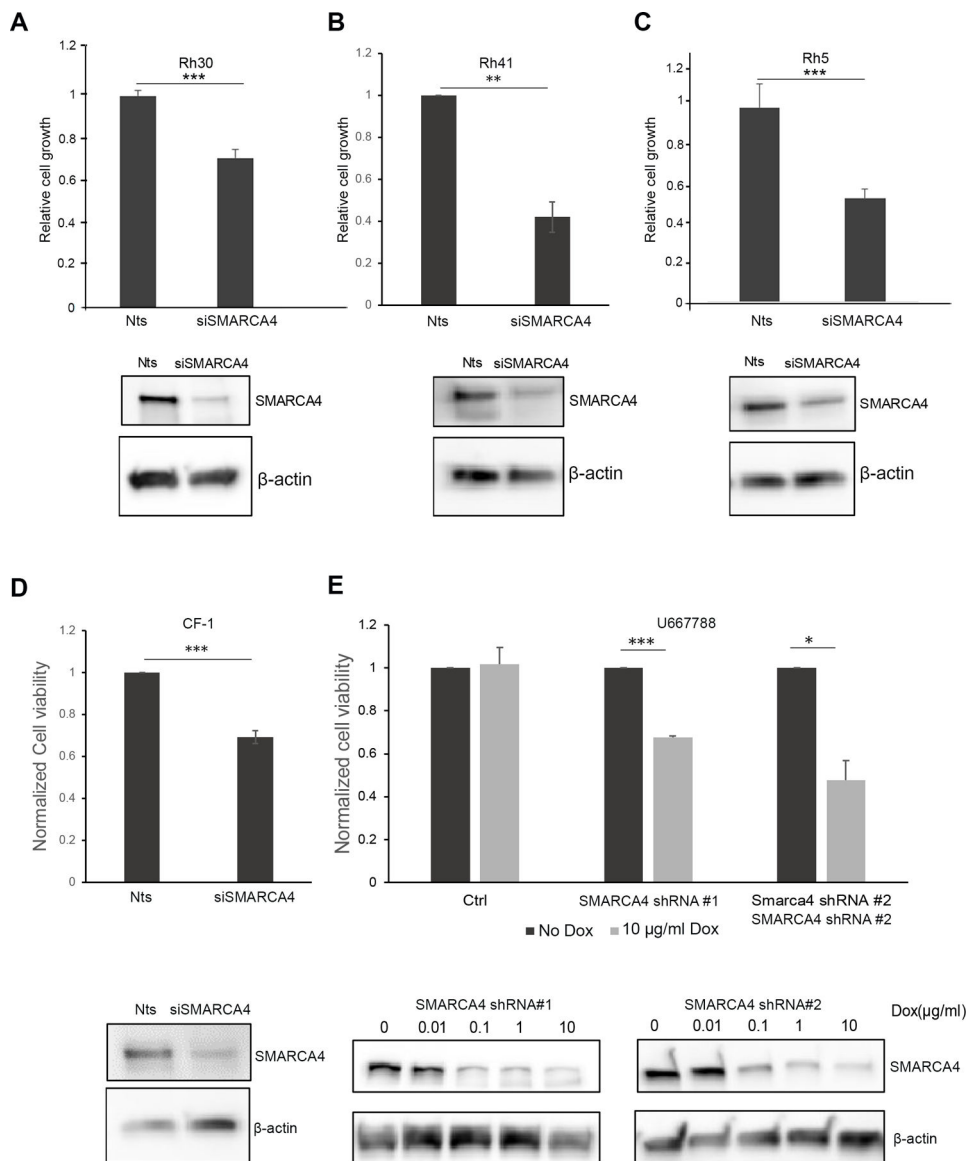 A
Rh30
***
Relative cell growth
1.2
1
0.8
0.6
0.4
0.2
0
Nts siSMARCA4
Nts siSMARCA4
SMARCA4
β-actin
B
Rh41
**
Relative cell growth
1.2
1
0.8
0.6
0.4
0.2
0
Nts siSMARCA4
Nts siSMARCA4
SMARCA4
β-actin
C
Rh5
***
Relative cell growth
1.2
1
0.8
0.6
0.4
0.2
0
Nts siSMARCA4
Nts siSMARCA4
SMARCA4
β-actin
D
CF-1
***
Normalized Cell viability
1.2
1
0.8
0.6
0.4
0.2
0
Nts siSMARCA4
Nts siSMARCA4
SMARCA4
β-actin
E
U667788
*** *
Normalized cell viability
1.2
1
0.8
0.6
0.4
0.2
0
Ctrl SMARCA4 shRNA #1 Smarca4 shRNA #2
SMARCA4 shRNA #2
No Dox 10 µg/ml Dox
SMARCA4 shRNA#1 SMARCA4 shRNA#2
0 0.01 0.1 1 10 0 0.01 0.1 1 10 Dox(µg/ml)
SMARCA4
β-actin